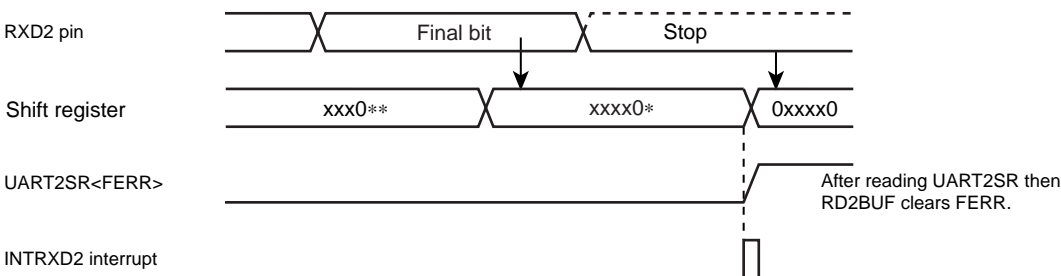 RXD2 pin
Final bit
Stop
Shift register
xxx0**
xxxx0*
0xxxx0
UART2SR<FERR>
After reading UART2SR then
RD2BUF clears FERR.
INTRXD2 interrupt